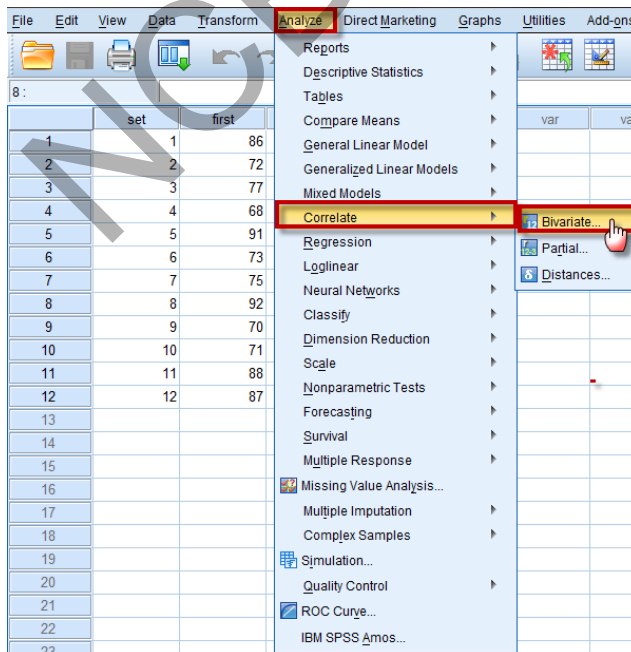 File Edit View Data Transform Analyze Direct Marketing Graphs Utilities Add-ons
8 :
set first var va
1 1 86
2 2 72
3 3 77
4 4 68
5 5 91
6 6 73
7 7 75
8 8 92
9 9 70
10 10 71
11 11 88
12 12 87
13
14
15
16
17
18
19
20
21
22
23
Reports
Descriptive Statistics
Tables
Compare Means
General Linear Model
Generalized Linear Models
Mixed Models
Correlate
Regression
Loglinear
Neural Networks
Classify
Dimension Reduction
Scale
Nonparametric Tests
Forecasting
Survival
Multiple Response
Missing Value Analysis...
Multiple Imputation
Complex Samples
Simulation...
Quality Control
ROC Curve...
IBM SPSS Amos...
Bivariate...
Partial...
Distances...